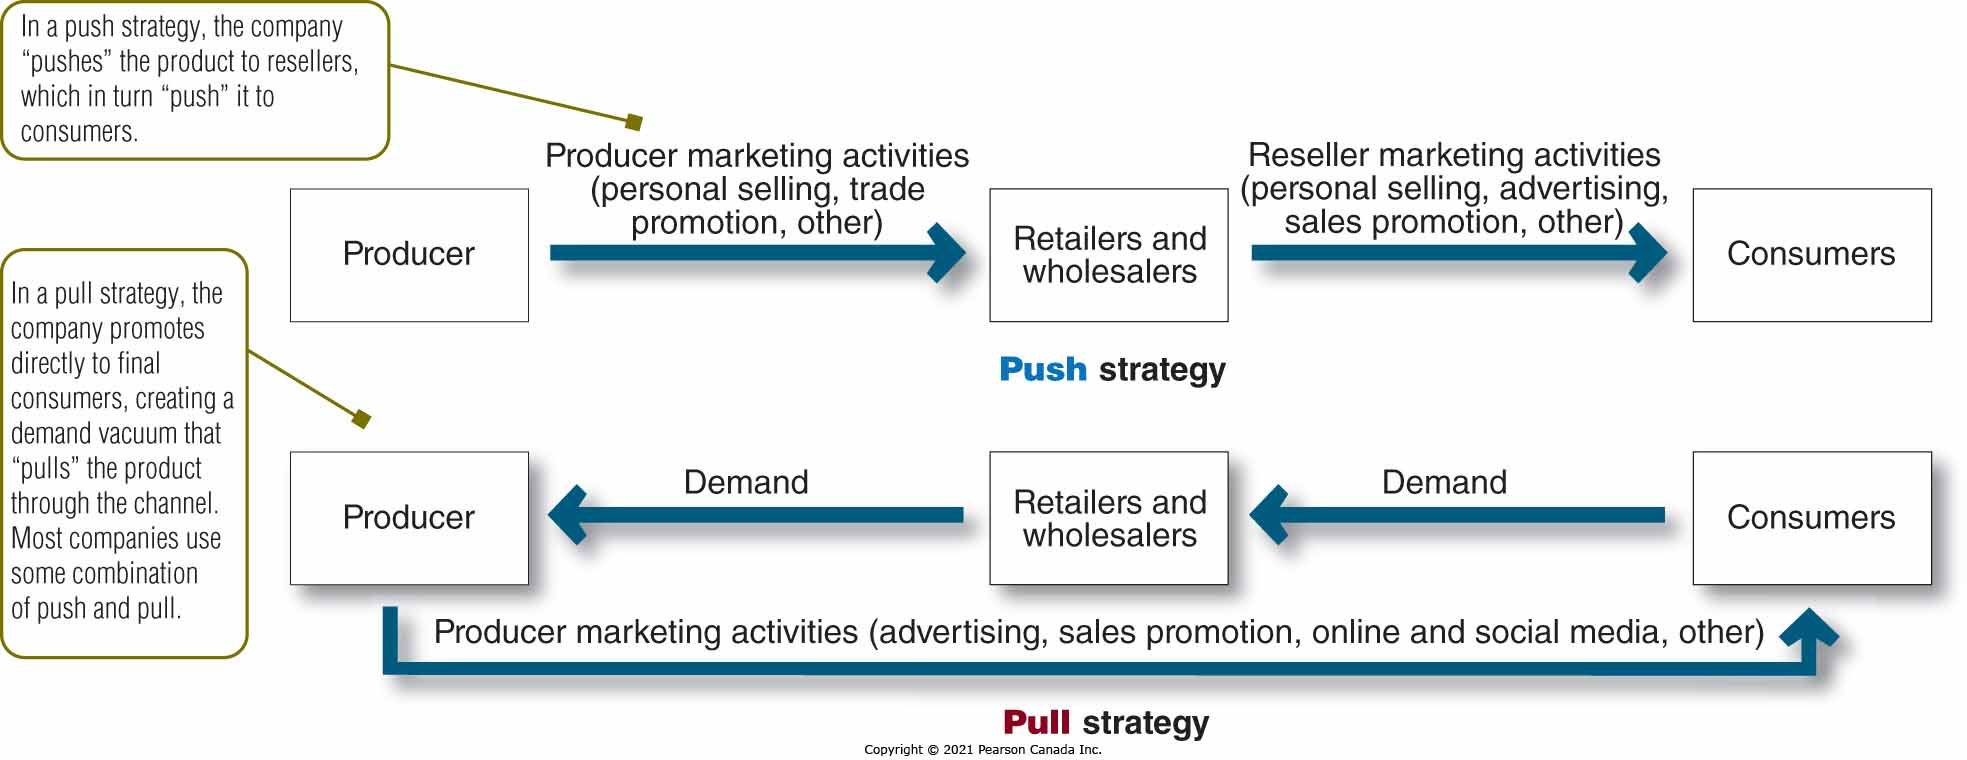 In a push strategy, the company
“pushes” the product to resellers,
which in turn “push” it to
consumers.
Producer marketing activities
(personal selling, trade
promotion, other)
Reseller marketing activities
(personal selling, advertising,
sales promotion, other)
Producer
Retailers and
wholesalers
Consumers
Push strategy
In a pull strategy, the
company promotes
directly to final
consumers, creating a
demand vacuum that
“pulls” the product
through the channel.
Most companies use
some combination
of push and pull.
Producer
Demand
Retailers and
wholesalers
Demand
Consumers
Producer marketing activities (advertising, sales promotion, online and social media, other)
Pull strategy
Copyright © 2021 Pearson Canada Inc.